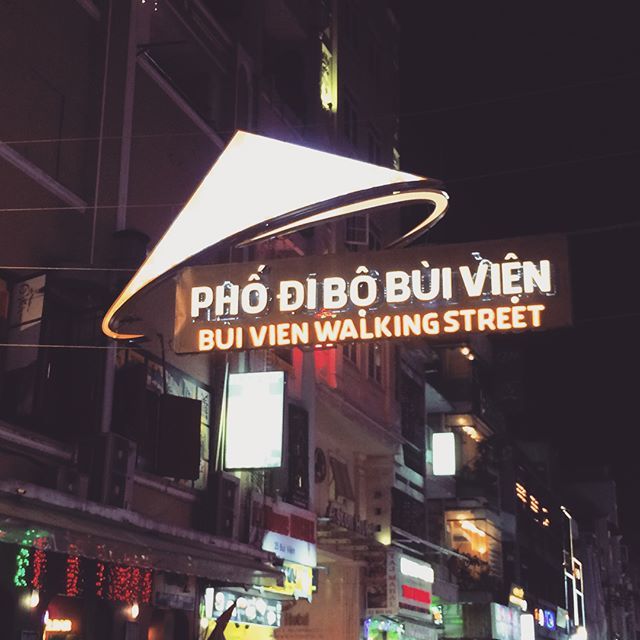 PHỐ ĐI BỘ BÙI VIỆN
BUI VIEN WALKING STREET